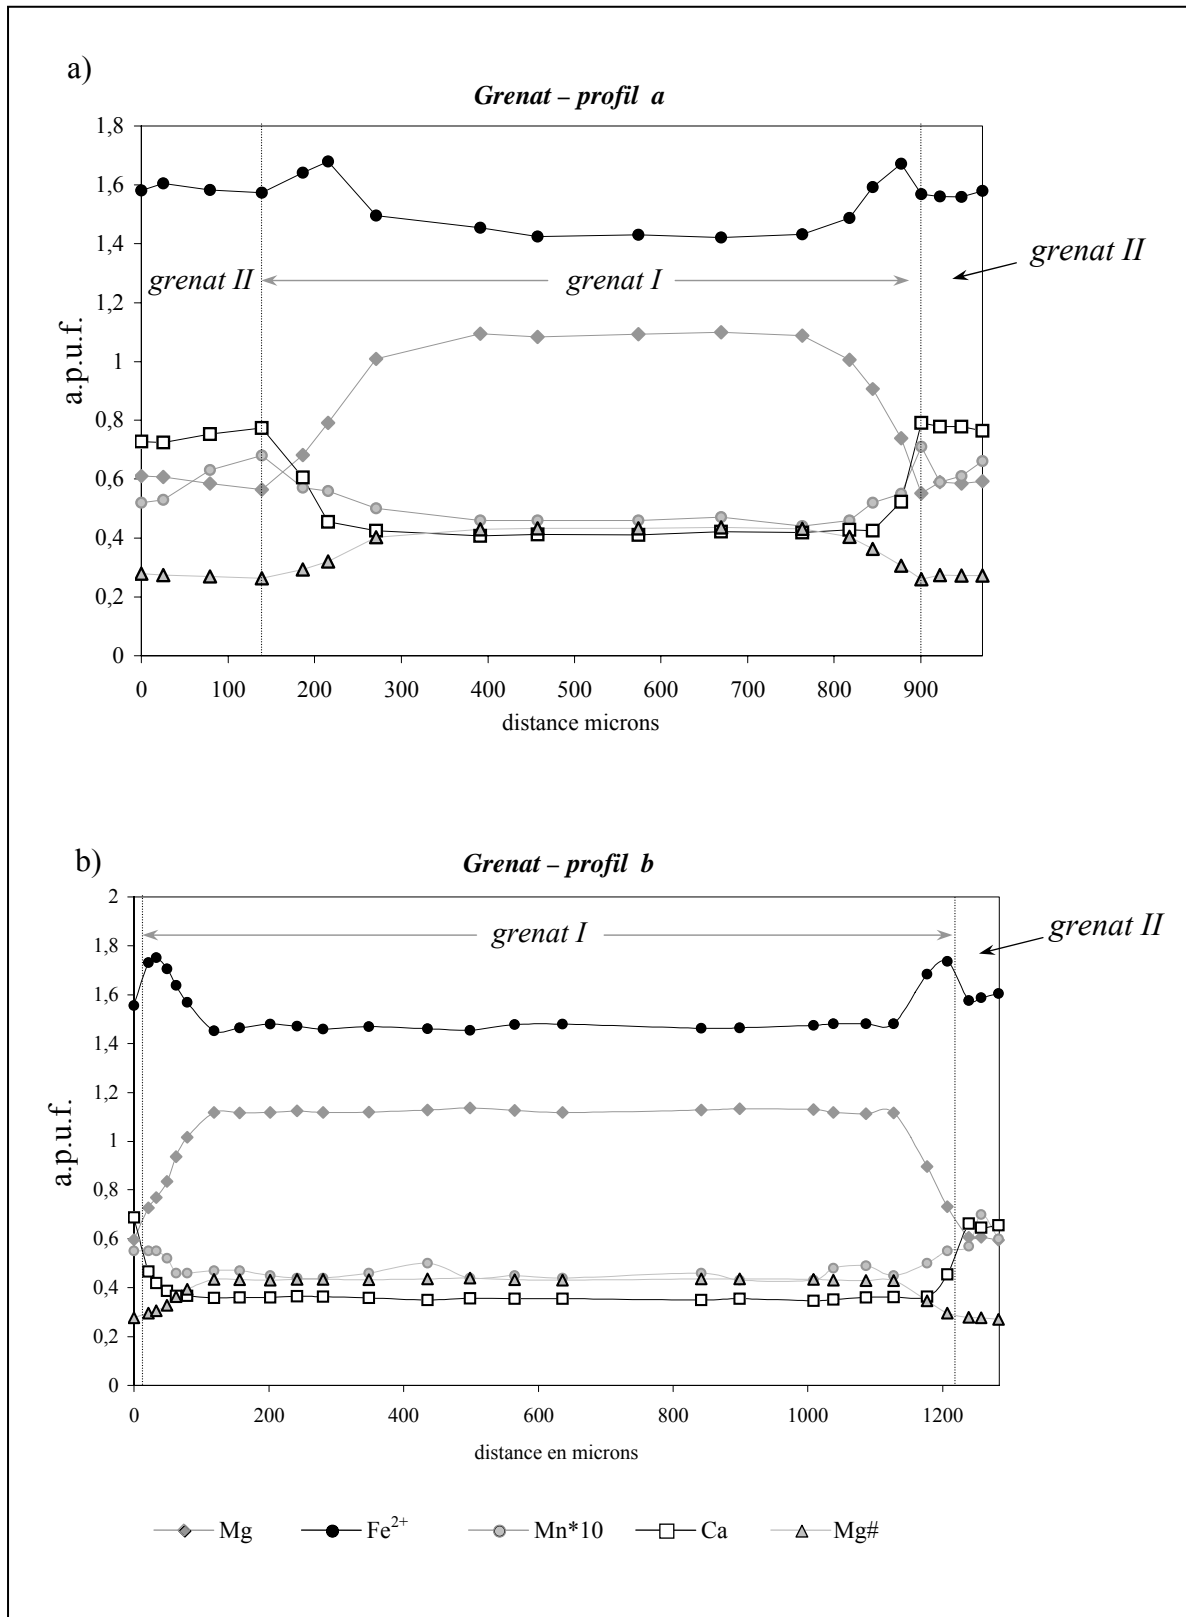 a)
Grenat – profil a
1,8
1,6
1,4
1,2
1
0,8
0,6
0,4
0,2
0
a.p.u.f.
grenat II
grenat I
grenat II
0 100 200 300 400 500 600 700 800 900
distance microns
b)
Grenat – profil b
2
1,8
1,6
1,4
1,2
1
0,8
0,6
0,4
0,2
0
a.p.u.f.
grenat I
grenat II
0 200 400 600 800 1000 1200
distance en microns
Mg Fe²⁺ Mn*10 Ca Mg#